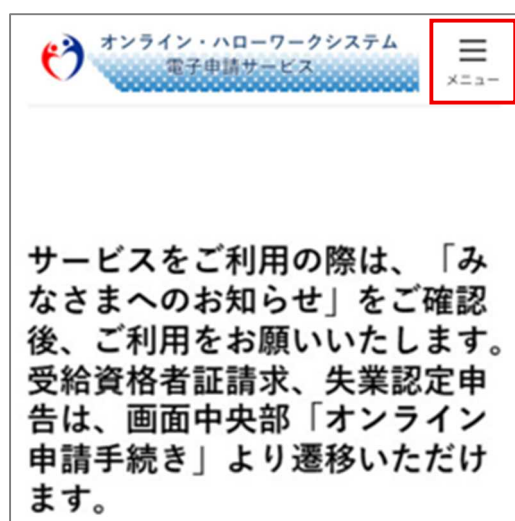 オンライン・ハローワークシステム
電子申請サービス
メニュー
サービスをご利用の際は、「み
なさまへのお知らせ」をご確認
後、ご利用をお願いいたします。
受給資格者証請求、失業認定申
告は、画面中央部「オンライン
申請手続き」より遷移いただけ
ます。